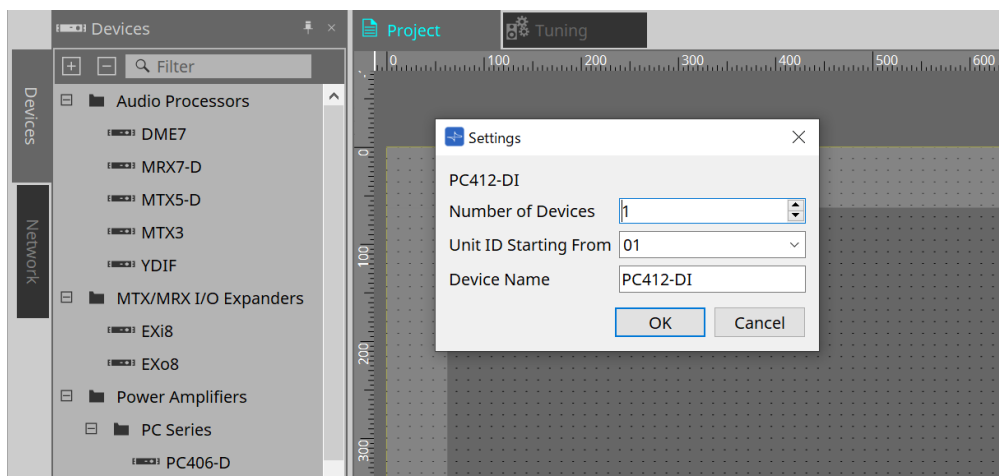 Devices
Filter
Audio Processors
DME7
MRX7-D
MTX5-D
MTX3
YDIF
MTX/MRX I/O Expanders
EXi8
EXo8
Power Amplifiers
PC Series
PC406-D
Devices
Network
Project
Tuning
0 100 200 300 400 500 600
0
100
200
300
Settings
PC412-DI
Number of Devices 1
Unit ID Starting From 01
Device Name PC412-DI
OK Cancel